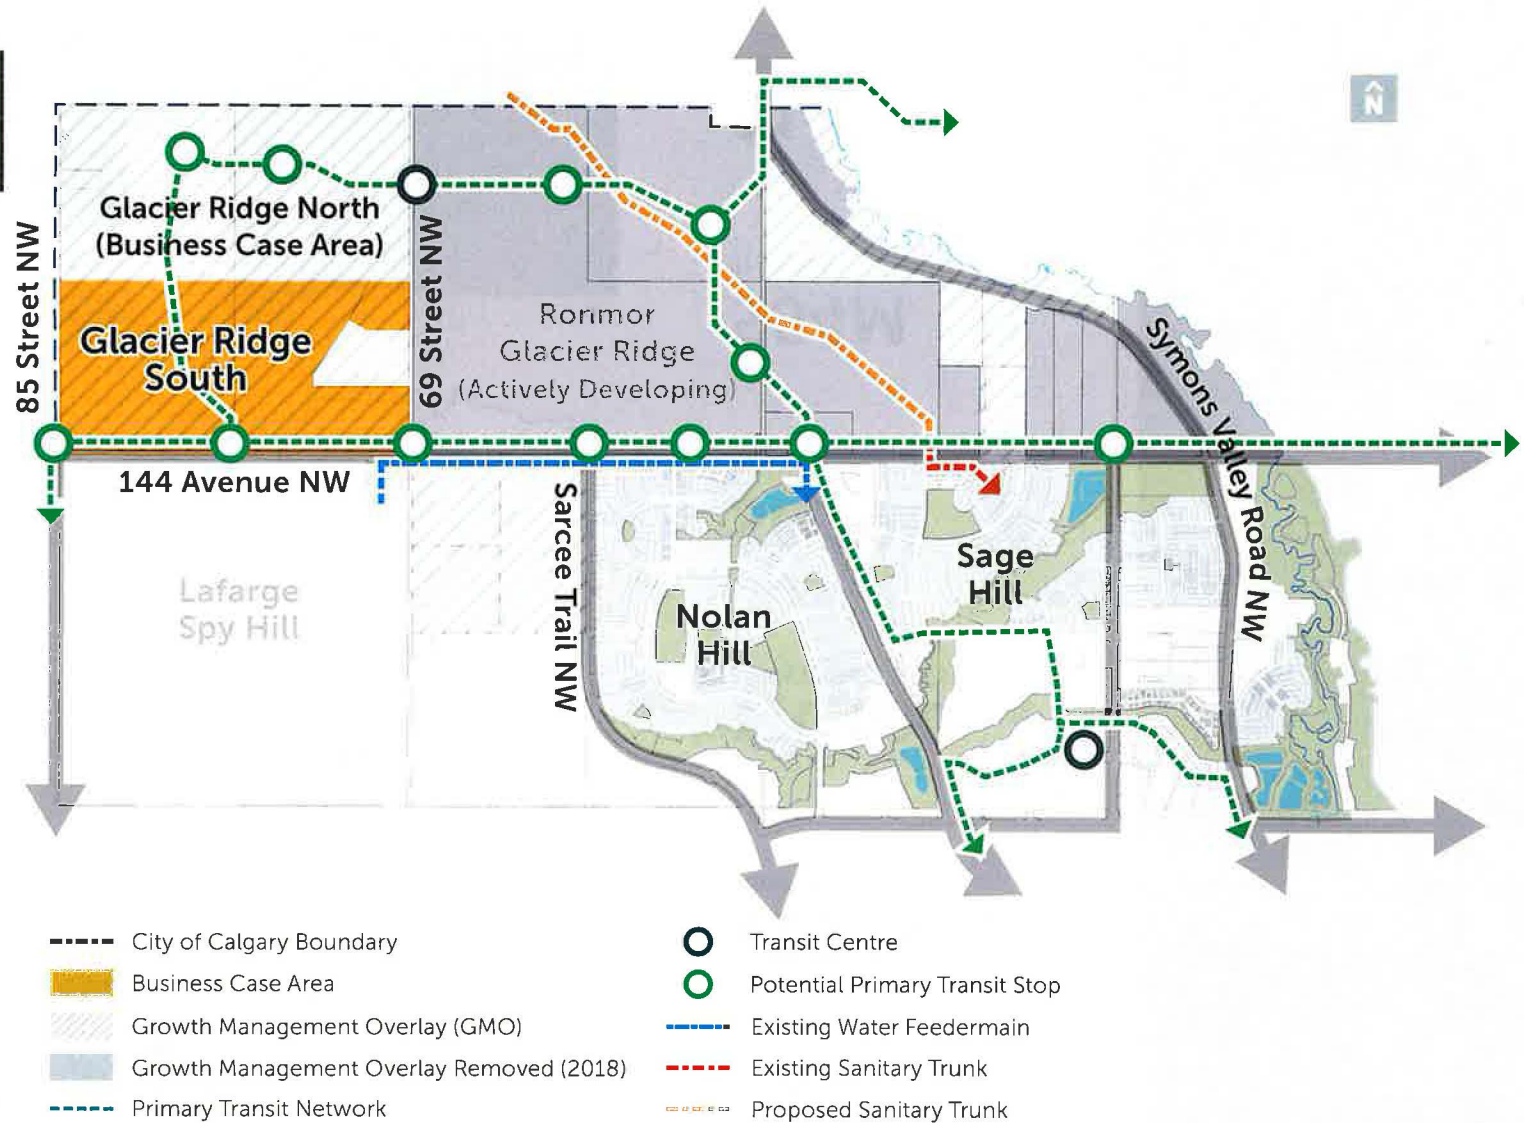 N
Glacier Ridge North
(Business Case Area)
85 Street NW
69 Street NW
Glacier Ridge
South
Ronmor
Glacier Ridge
(Actively Developing)
Symons Valley Road NW
144 Avenue NW
Sarcee Trail NW
Lafarge
Spy Hill
Nolan
Hill
Sage
Hill
City of Calgary Boundary
Business Case Area
Growth Management Overlay (GMO)
Growth Management Overlay Removed (2018)
Primary Transit Network
Transit Centre
Potential Primary Transit Stop
Existing Water Feedermain
Existing Sanitary Trunk
Proposed Sanitary Trunk